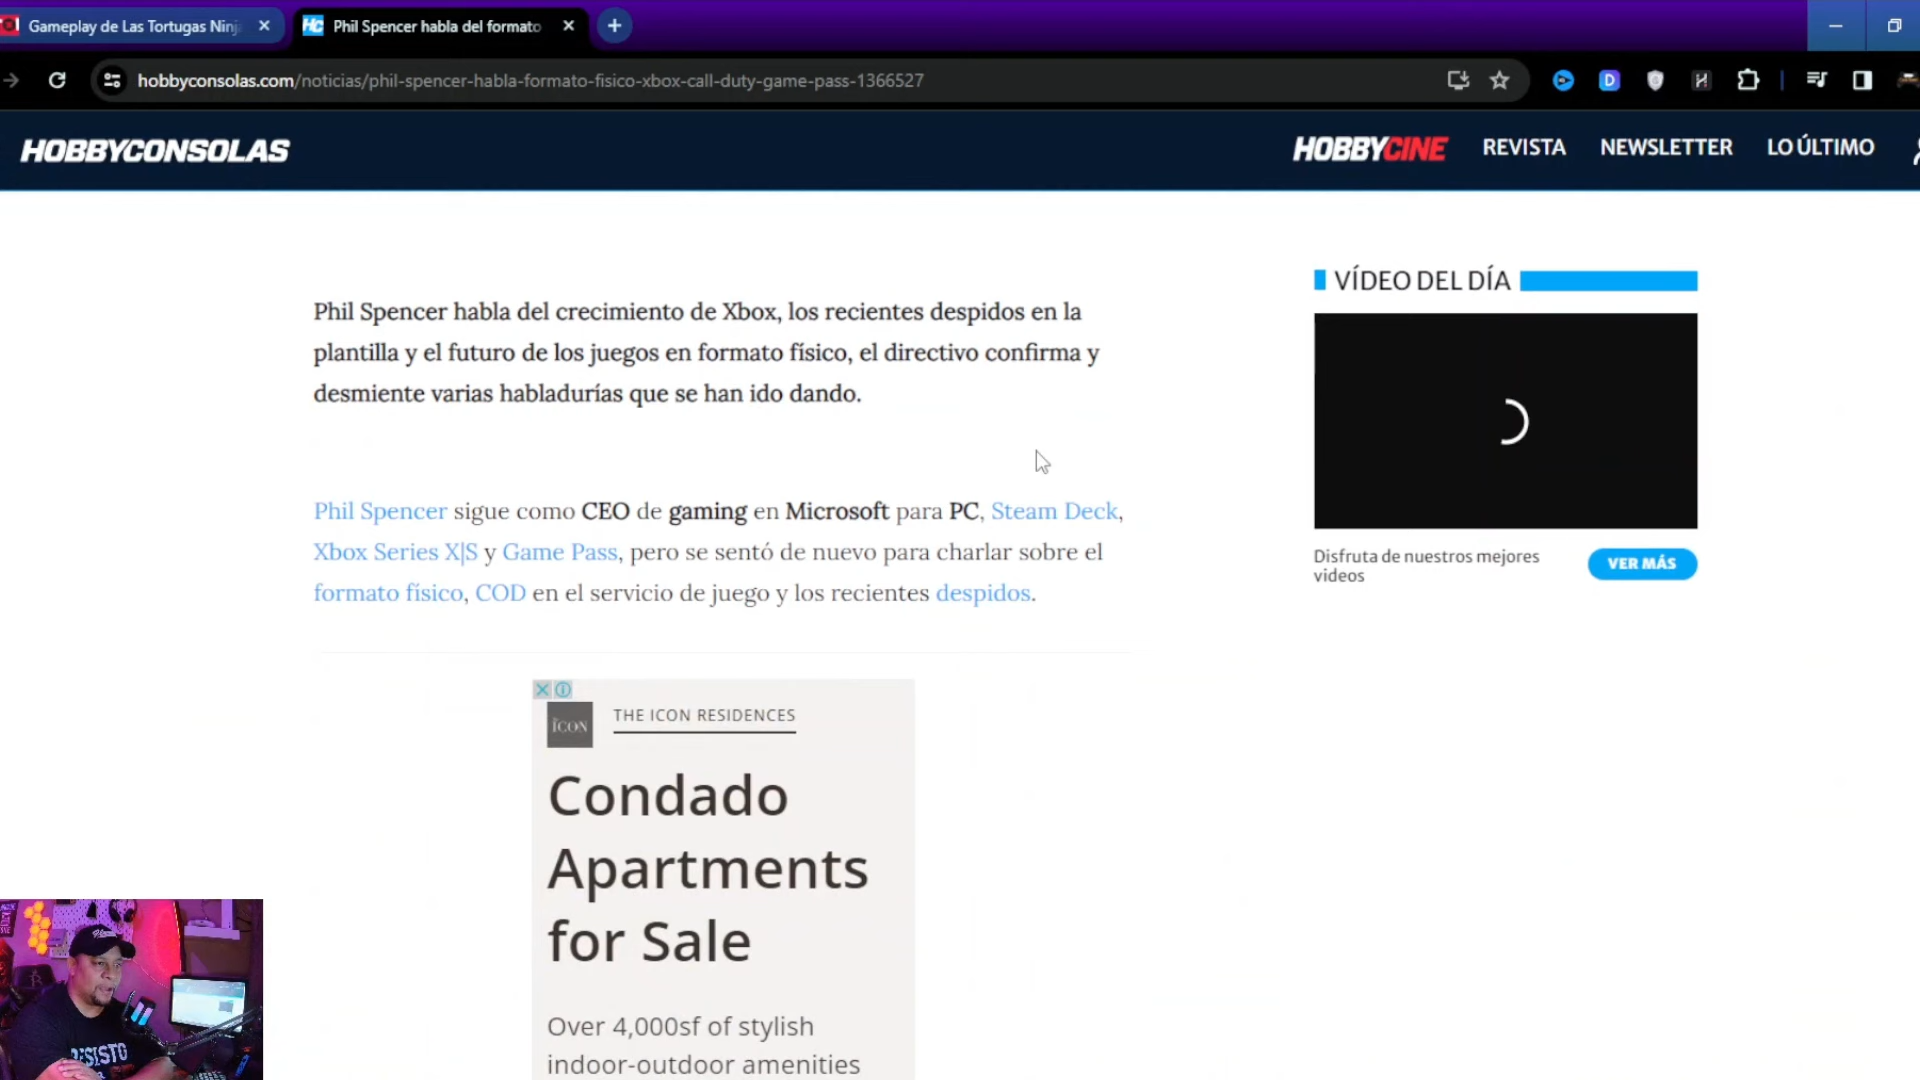 Gameplay de Las Tortugas Ninj
Phil Spencer habla del formato
hobbyconsolas.com/noticias/phil-spencer-habla-formato-fisico-xbox-call-duty-game-pass-1366527
HOBBYCONSOLAS
HOBBYCINE
REVISTA
NEWSLETTER
LO ÚLTIMO
Phil Spencer habla del crecimiento de Xbox, los recientes despidos en la
plantilla y el futuro de los juegos en formato físico, el directivo confirma y
desmiente varias habladurías que se han ido dando.
Phil Spencer sigue como CEO de gaming en Microsoft para PC, Steam Deck,
Xbox Series X|S y Game Pass, pero se sentó de nuevo para charlar sobre el
formato físico, COD en el servicio de juego y los recientes despidos.
VÍDEO DEL DÍA
Disfruta de nuestros mejores
vídeos
VER MÁS
ICON
THE ICON RESIDENCES
Condado
Apartments
for Sale
Over 4,000sf of stylish
indoor-outdoor amenities